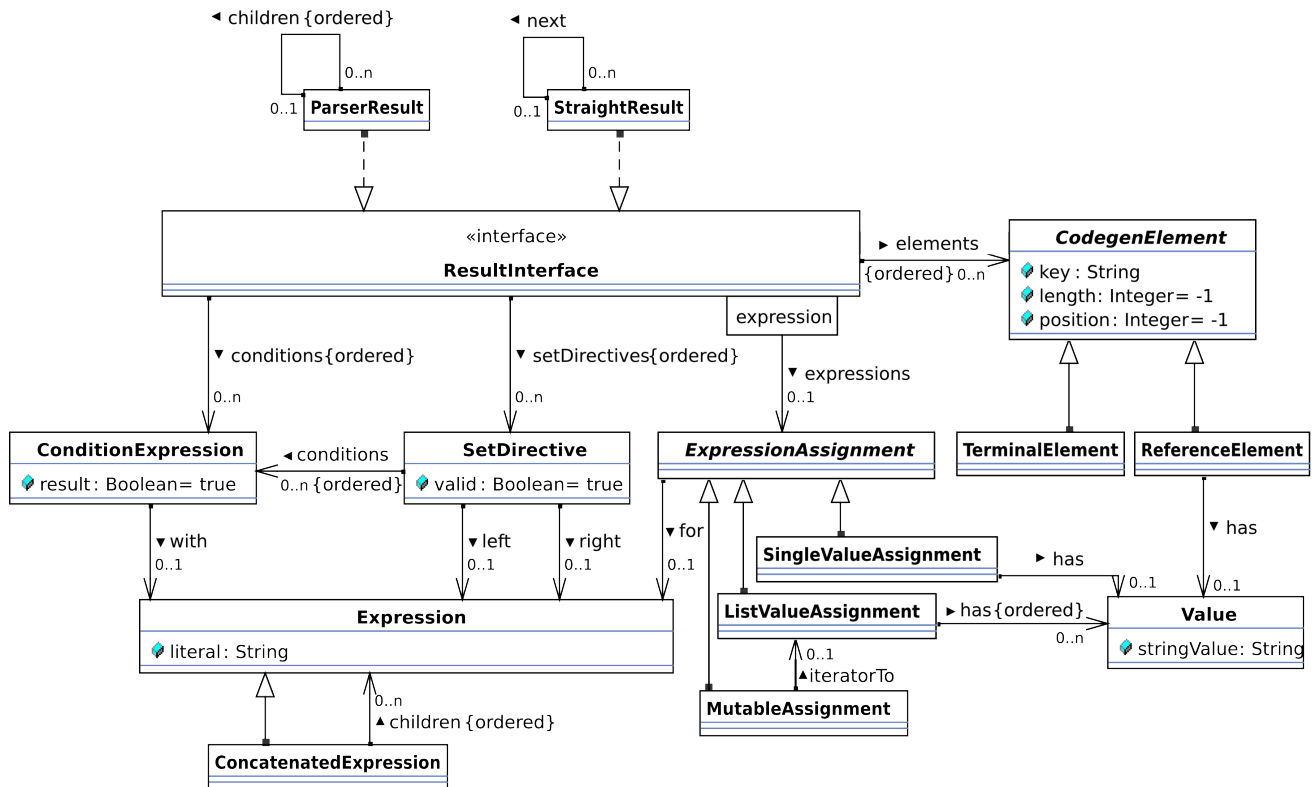 ◄ children {ordered}
◄ next
0..n
0..n
0..1
ParserResult
0..1
StraightResult
«interface»
ResultInterface
► elements
{ordered} 0..n
CodegenElement
key : String
length: Integer= -1
position: Integer= -1
expression
▼ conditions{ordered}
▼ setDirectives{ordered}
▼ expressions
0..n
0..n
0..1
ConditionExpression
result: Boolean= true
◄ conditions
0..n {ordered}
SetDirective
valid: Boolean= true
ExpressionAssignment
TerminalElement
ReferenceElement
▼ with
0..1
▼ left
0..1
▼ right
0..1
▼ for
0..1
▼ has
0..1
SingleValueAssignment
► has
0..1
Expression
literal: String
ListValueAssignment
► has{ordered}
0..n
Value
stringValue: String
0..1
▲iteratorTo
MutableAssignment
0..n
▲ children {ordered}
ConcatenatedExpression